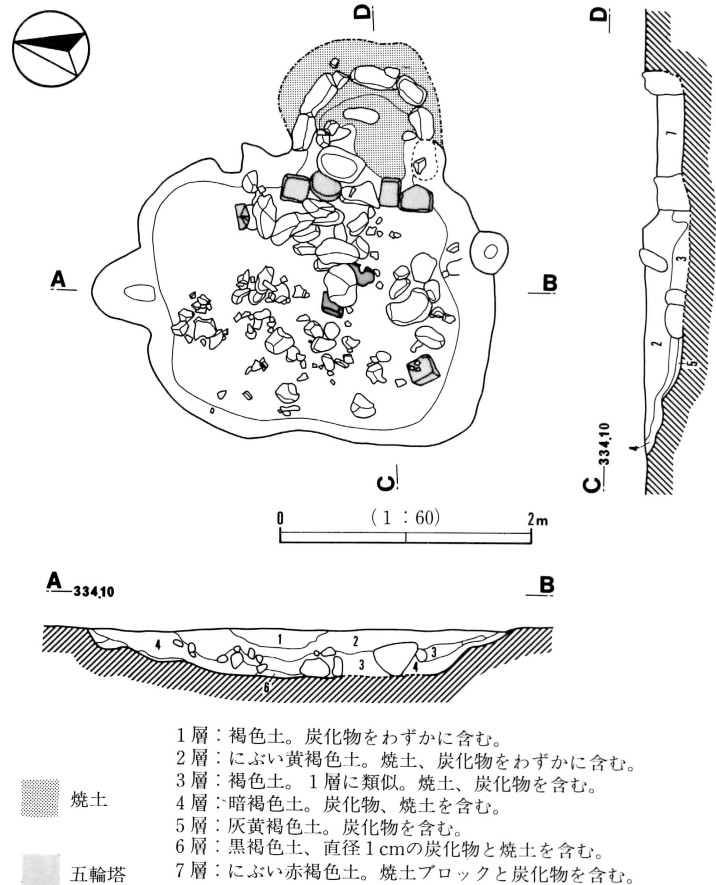 D
D
7
3
A
B
2
5
4
C
C 334.10
0
(1:60)
2m
A 334.10
B
4
1
2
3
3
4
6
1層：褐色土。炭化物をわずかに含む。
2層：にぶい黄褐色土。焼土、炭化物をわずかに含む。
3層：褐色土。1層に類似。焼土、炭化物を含む。
焼土
4層：暗褐色土。炭化物、焼土を含む。
5層：灰黄褐色土。炭化物を含む。
6層：黒褐色土、直径1cmの炭化物と焼土を含む。
五輪塔
7層：にぶい赤褐色土。焼土ブロックと炭化物を含む。